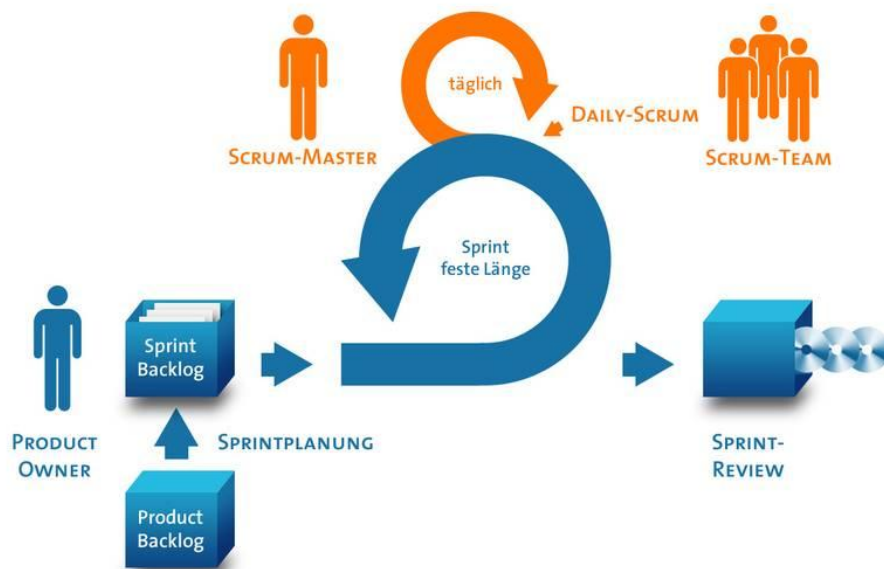 täglich
DAILY-SCRUM
SCRUM-MASTER
SCRUM-TEAM
Sprint
feste Länge
Sprint
Backlog
PRODUCT
OWNER
SPRINTPLANUNG
SPRINT-
REVIEW
Product
Backlog